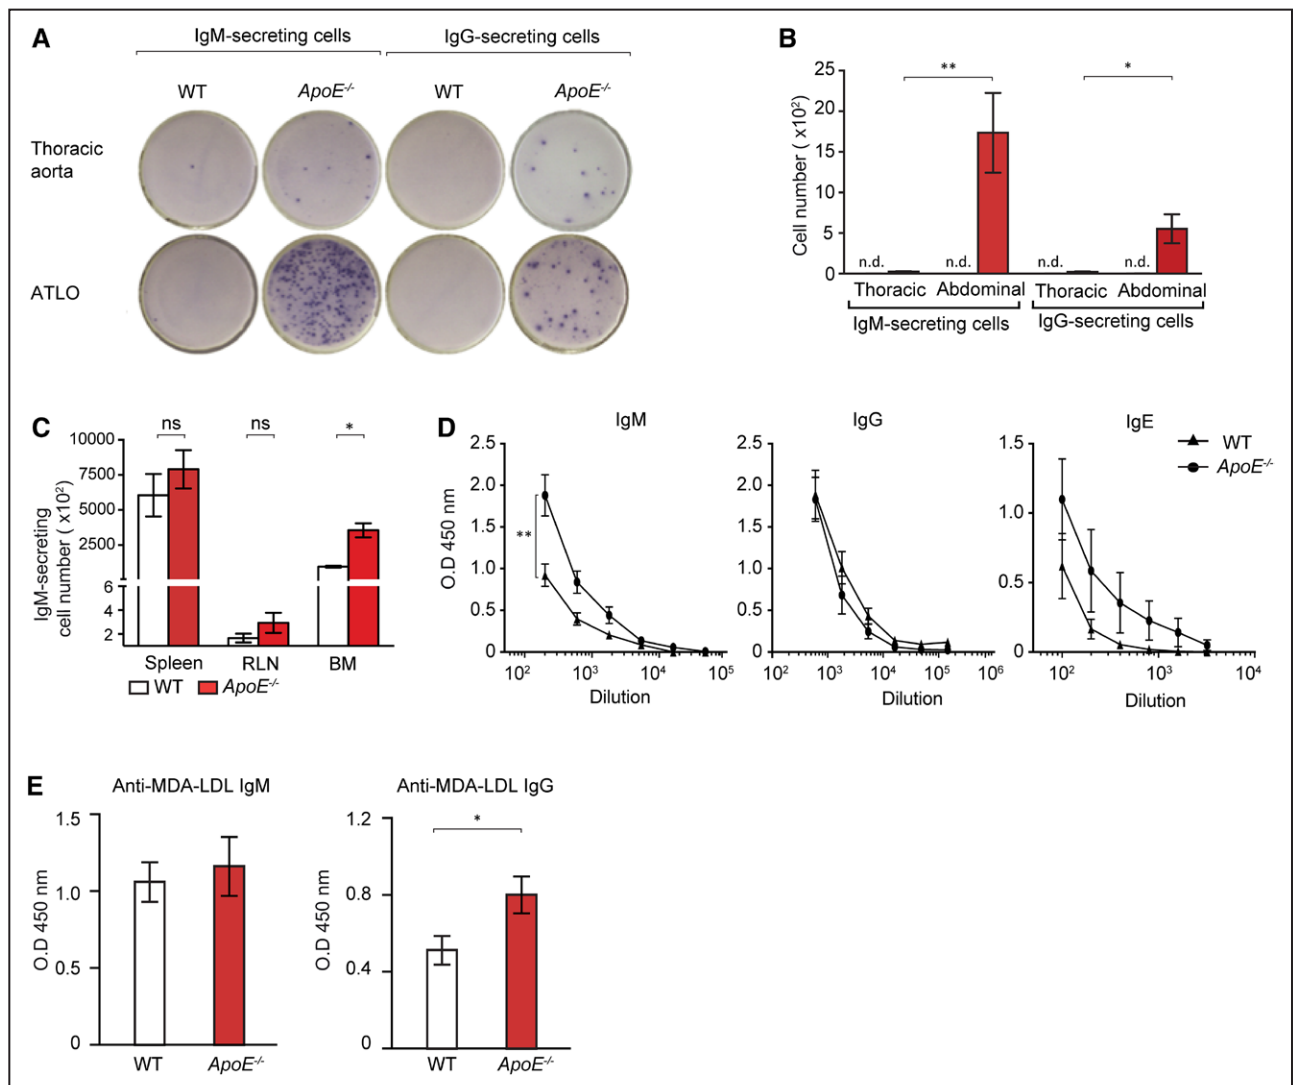 A
IgM-secreting cells
IgG-secreting cells
WT
ApoE-/-
WT
ApoE-/-
Thoracic
aorta
ATLO
B
Cell number ( x10²)
25
20
15
10
5
0
**
*
n.d.
n.d.
n.d.
n.d.
Thoracic
Abdominal
Thoracic
Abdominal
IgM-secreting cells
IgG-secreting cells
C
IgM-secreting
cell number ( x10²)
10000
7500
5000
2500
6
4
2
ns
ns
*
Spleen
RLN
BM
WT
ApoE-/-
D
IgM
O.D 450 nm
2.5
2.0
1.5
1.0
0.5
0
**
10²
10³
10⁴
10⁵
Dilution
IgG
2.5
2.0
1.5
1.0
0.5
0
10²
10³
10⁴
10⁵
10⁶
Dilution
IgE
1.5
1.0
0.5
0
10²
10³
10⁴
Dilution
WT
ApoE-/-
E
Anti-MDA-LDL IgM
O.D 450 nm
1.5
1.0
0.5
0
WT
ApoE-/-
Anti-MDA-LDL IgG
O.D 450 nm
1.2
0.8
0.4
0
*
WT
ApoE-/-